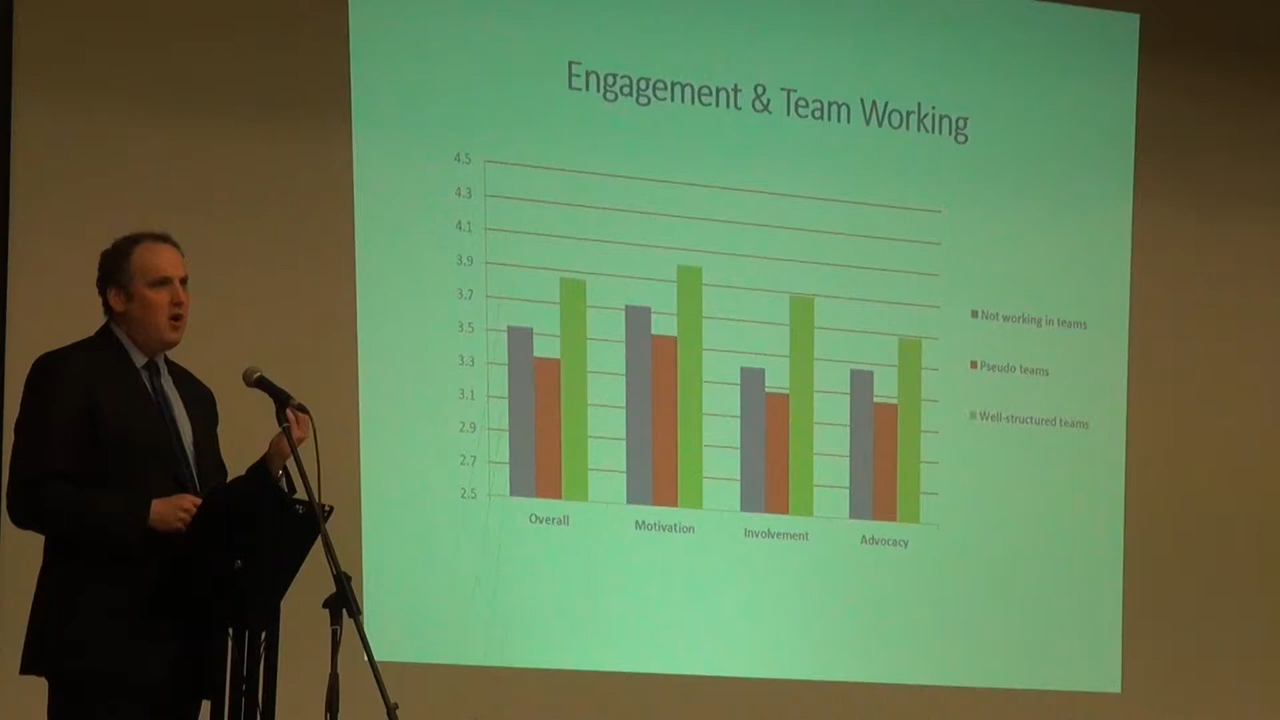 Engagement & Team Working
4.5
4.3
4.1
3.9
3.7
3.5
3.3
3.1
2.9
2.7
2.5
Overall
Motivation
Involvement
Advocacy
Not working in teams
Pseudo teams
Well-structured teams